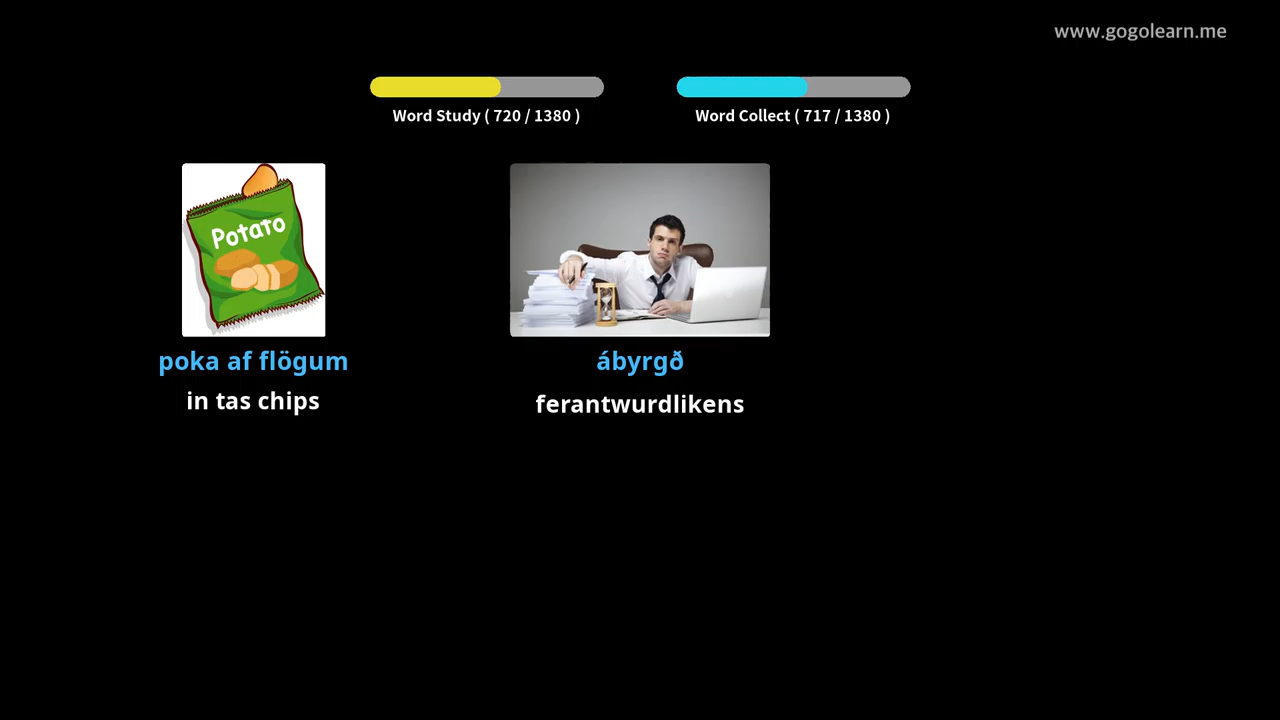 www.gogolearn.me
Word Study ( 720 / 1380 )
Word Collect ( 717 / 1380 )
Potato
poka af flögum
in tas chips
ábyrgð
ferantwurdlikens